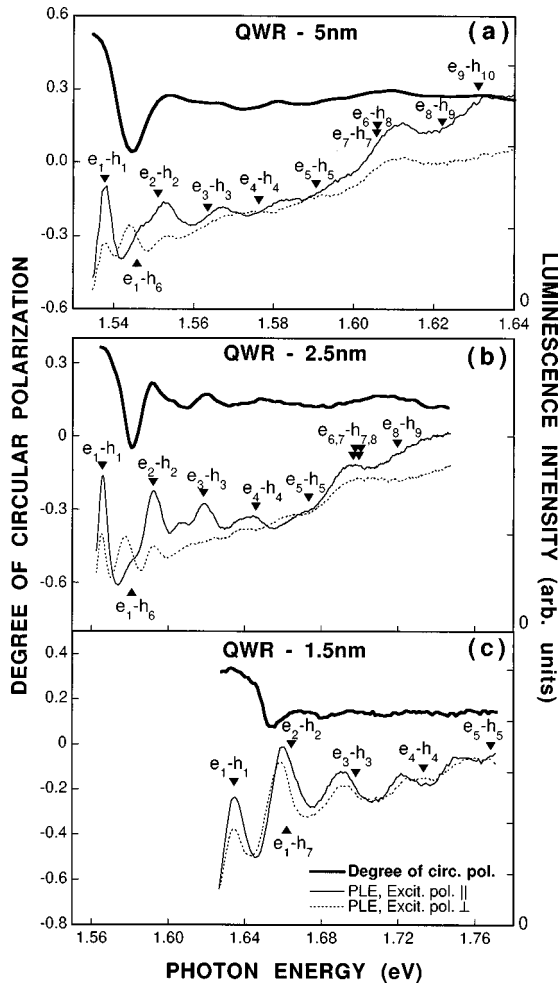 DEGREE OF CIRCULAR POLARIZATION
LUMINESCENCE INTENSITY (arb. units)
QWR - 5nm
(a)
0.6
0.3
0.0
-0.3
-0.6
e1-h1
e2-h2
e3-h3
e4-h4
e5-h5
e6-h8
e7-h7
e8-h9
e9-h10
e1-h6
0
1.54 1.56 1.58 1.60 1.62 1.64
QWR - 2.5nm
(b)
0.3
0
-0.3
-0.6
e1-h1
e2-h2
e3-h3
e4-h4
e5-h5
e6,7-h7,8
e8-h9
e1-h6
0
QWR - 1.5nm
(c)
0.4
0.2
0
-0.2
-0.4
-0.6
-0.8
e1-h1
e2-h2
e3-h3
e4-h4
e5-h5
e1-h7
Degree of circ. pol.
PLE, Excit. pol. ||
PLE, Excit. pol. ⊥
0
1.56 1.60 1.64 1.68 1.72 1.76
PHOTON ENERGY (eV)